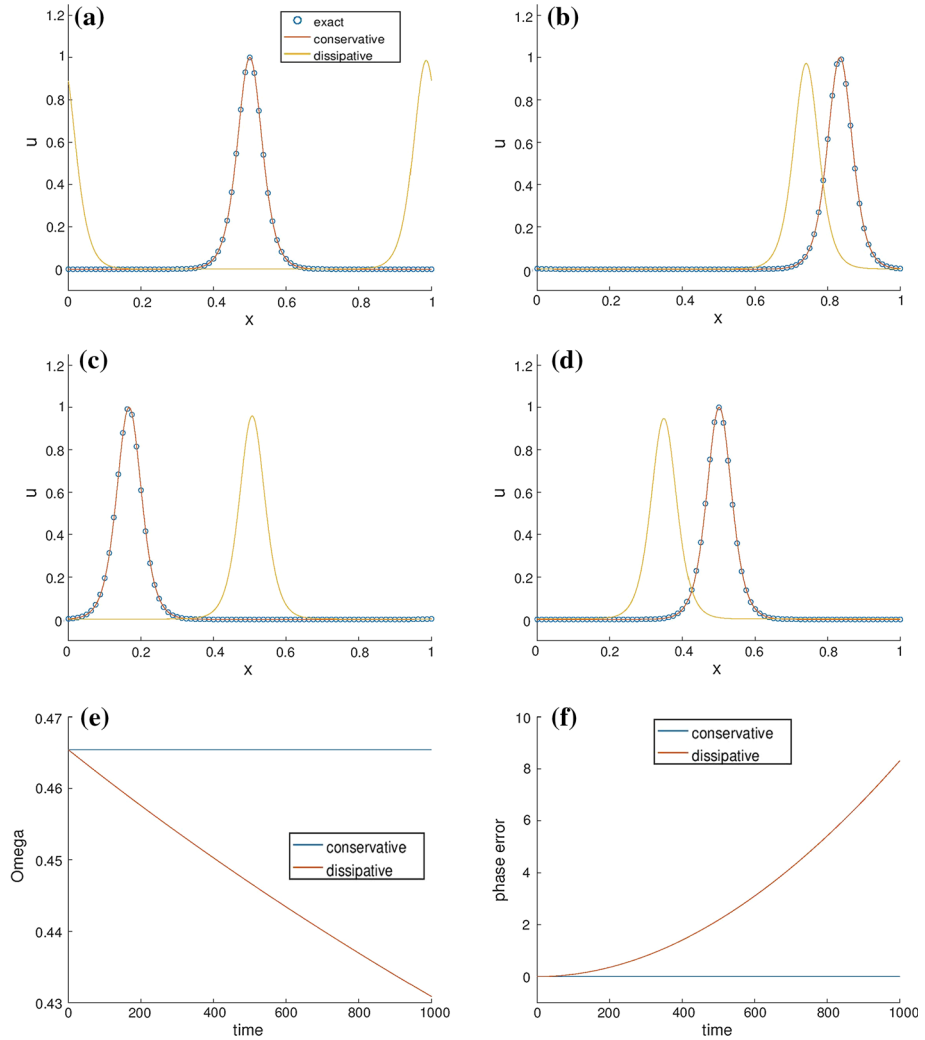 (a)
1.2
1
0.8
0.6
0.4
0.2
0
u
exact
conservative
dissipative
0 0.2 0.4 0.6 0.8 1
x
(b)
1.2
1
0.8
0.6
0.4
0.2
0
u
0 0.2 0.4 0.6 0.8 1
x
(c)
1.2
1
0.8
0.6
0.4
0.2
0
u
0 0.2 0.4 0.6 0.8 1
x
(d)
1.2
1
0.8
0.6
0.4
0.2
0
u
0 0.2 0.4 0.6 0.8 1
x
(e)
0.47
0.46
0.45
0.44
0.43
Omega
conservative
dissipative
0 200 400 600 800 1000
time
(f)
10
8
6
4
2
0
phase error
conservative
dissipative
0 200 400 600 800 1000
time